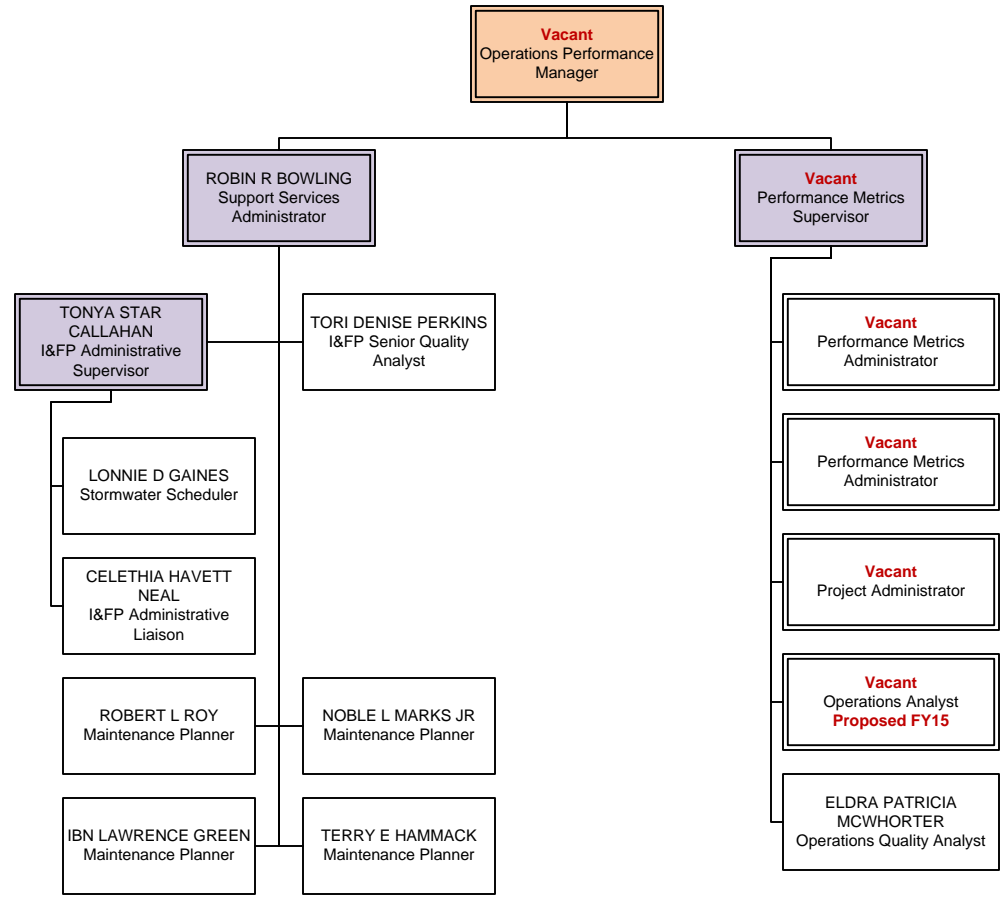 Vacant
Operations Performance
Manager
ROBIN R BOWLING
Support Services
Administrator
Vacant
Performance Metrics
Supervisor
TONYA STAR
CALLAHAN
I&FP Administrative
Supervisor
TORI DENISE PERKINS
I&FP Senior Quality
Analyst
LONNIE D GAINES
Stormwater Scheduler
CELETHIA HAVETT
NEAL
I&FP Administrative
Liaison
ROBERT L ROY
Maintenance Planner
NOBLE L MARKS JR
Maintenance Planner
IBN LAWRENCE GREEN
Maintenance Planner
TERRY E HAMMACK
Maintenance Planner
Vacant
Performance Metrics
Administrator
Vacant
Performance Metrics
Administrator
Vacant
Project Administrator
Vacant
Operations Analyst
Proposed FY15
ELDRA PATRICIA
MCWHORTER
Operations Quality Analyst